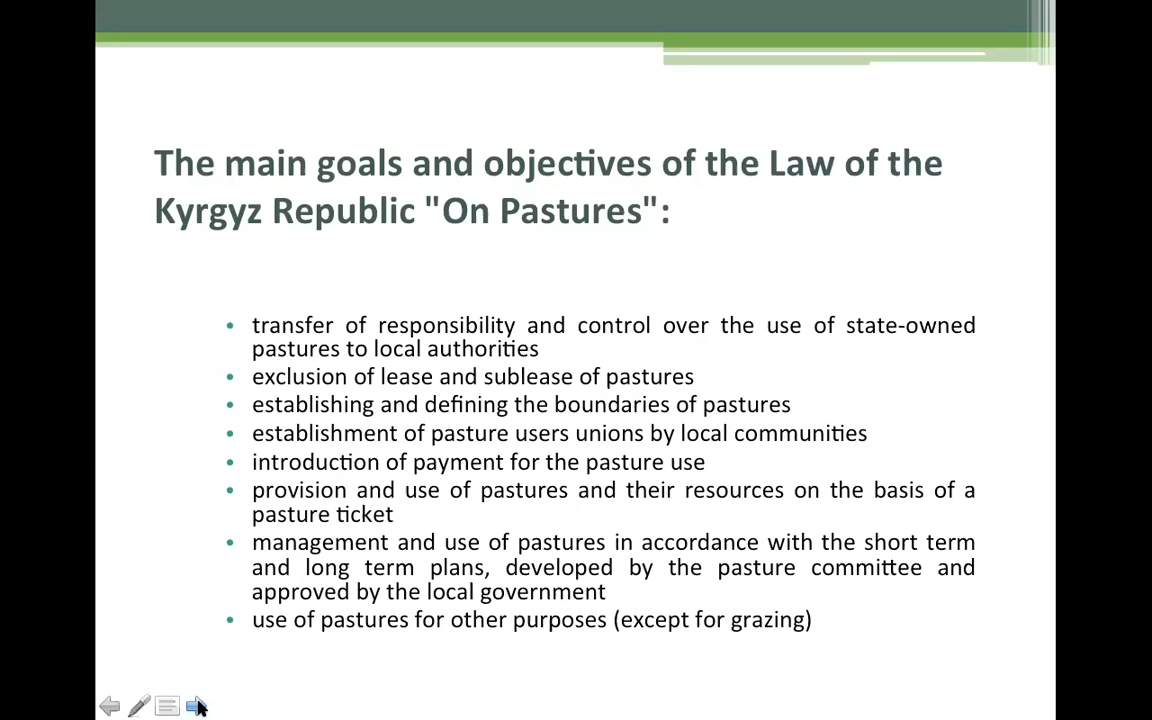 The main goals and objectives of the Law of the
Kyrgyz Republic "On Pastures":
• transfer of responsibility and control over the use of state-owned
pastures to local authorities
• exclusion of lease and sublease of pastures
• establishing and defining the boundaries of pastures
• establishment of pasture users unions by local communities
• introduction of payment for the pasture use
• provision and use of pastures and their resources on the basis of a
pasture ticket
• management and use of pastures in accordance with the short term
and long term plans, developed by the pasture committee and
approved by the local government
• use of pastures for other purposes (except for grazing)